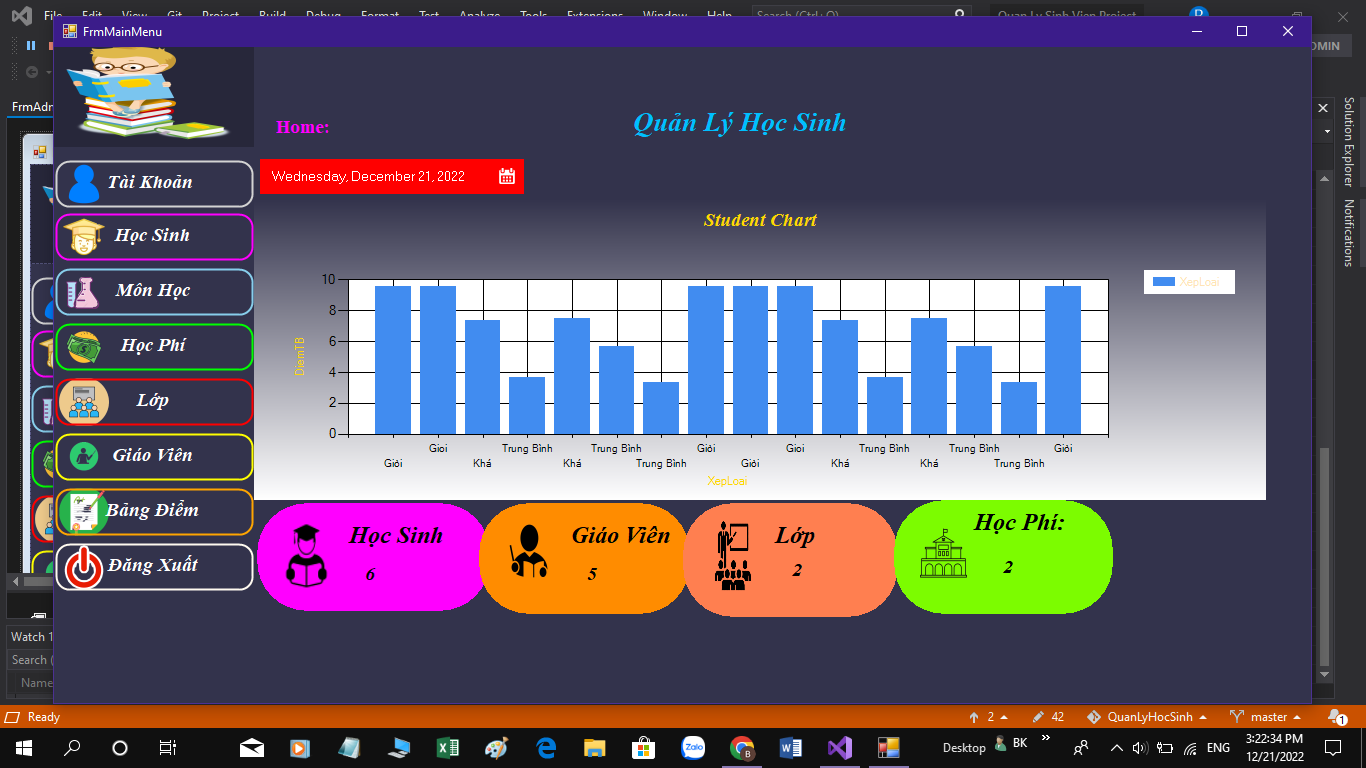 File Edit View Git Project Build Debug Format Test Analyze Tools Extensions Window Help Search (Ctrl+Q) Quan Ly Sinh Vien Project
FrmMainMenu
Home:
Quản Lý Học Sinh
Wednesday, December 21, 2022
Tài Khoản
Học Sinh
Môn Học
Học Phí
Lớp
Giáo Viên
Bảng Điểm
Đăng Xuất
Student Chart
XepLoai
DiemTB
10
8
6
4
2
0
Giỏi Giỏi Khá Trung Bình Khá Trung Bình Trung Bình Giỏi Giỏi Giỏi Khá Trung Bình Khá Trung Bình Trung Bình Giỏi
XepLoai
Học Sinh
6
Giáo Viên
5
Lớp
2
Học Phí:
2
Solution Explorer
Notifications
Watch 1
Search (
Name
Ready
2
42
QuanLyHocSinh
master
1
Zalo
Desktop
BK
ENG
3:22:34 PM
12/21/2022